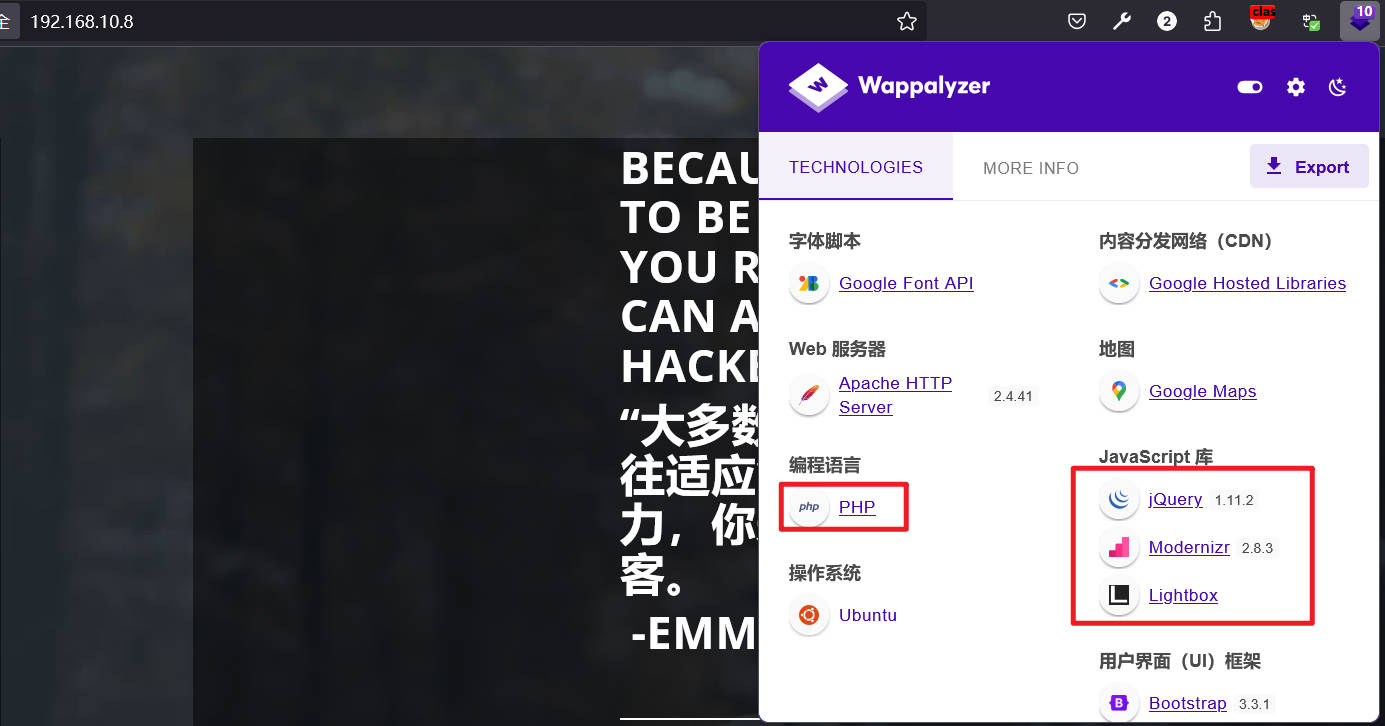 全
192.168.10.8
2
clas
10
Wappalyzer
TECHNOLOGIES
MORE INFO
Export
字体脚本
Google Font API
Web 服务器
Apache HTTP
Server
2.4.41
编程语言
php
PHP
操作系统
Ubuntu
内容分发网络（CDN）
Google Hosted Libraries
地图
Google Maps
JavaScript 库
jQuery 1.11.2
Modernizr 2.8.3
Lightbox
用户界面（UI）框架
Bootstrap 3.3.1
TO BE
CAN A
“大多数
往适应
力，你
客。
-EMM